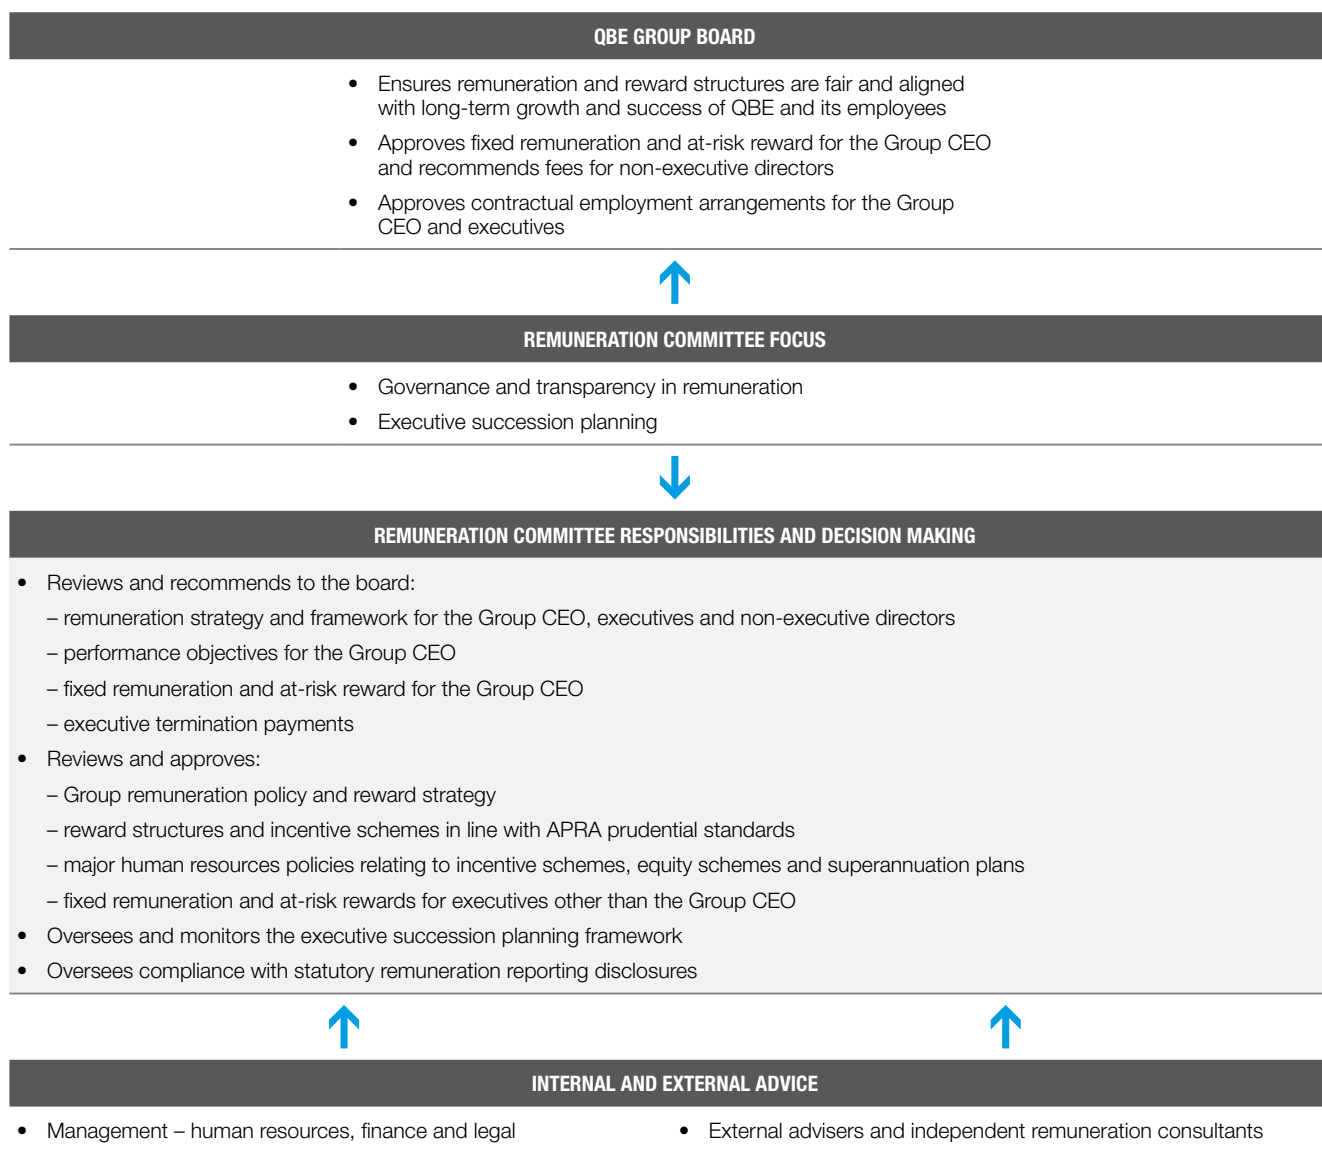 QBE GROUP BOARD
• Ensures remuneration and reward structures are fair and aligned
with long-term growth and success of QBE and its employees
• Approves fixed remuneration and at-risk reward for the Group CEO
and recommends fees for non-executive directors
• Approves contractual employment arrangements for the Group
CEO and executives
REMUNERATION COMMITTEE FOCUS
• Governance and transparency in remuneration
• Executive succession planning
REMUNERATION COMMITTEE RESPONSIBILITIES AND DECISION MAKING
• Reviews and recommends to the board:
– remuneration strategy and framework for the Group CEO, executives and non-executive directors
– performance objectives for the Group CEO
– fixed remuneration and at-risk reward for the Group CEO
– executive termination payments
• Reviews and approves:
– Group remuneration policy and reward strategy
– reward structures and incentive schemes in line with APRA prudential standards
– major human resources policies relating to incentive schemes, equity schemes and superannuation plans
– fixed remuneration and at-risk rewards for executives other than the Group CEO
• Oversees and monitors the executive succession planning framework
• Oversees compliance with statutory remuneration reporting disclosures
INTERNAL AND EXTERNAL ADVICE
• Management – human resources, finance and legal
• External advisers and independent remuneration consultants